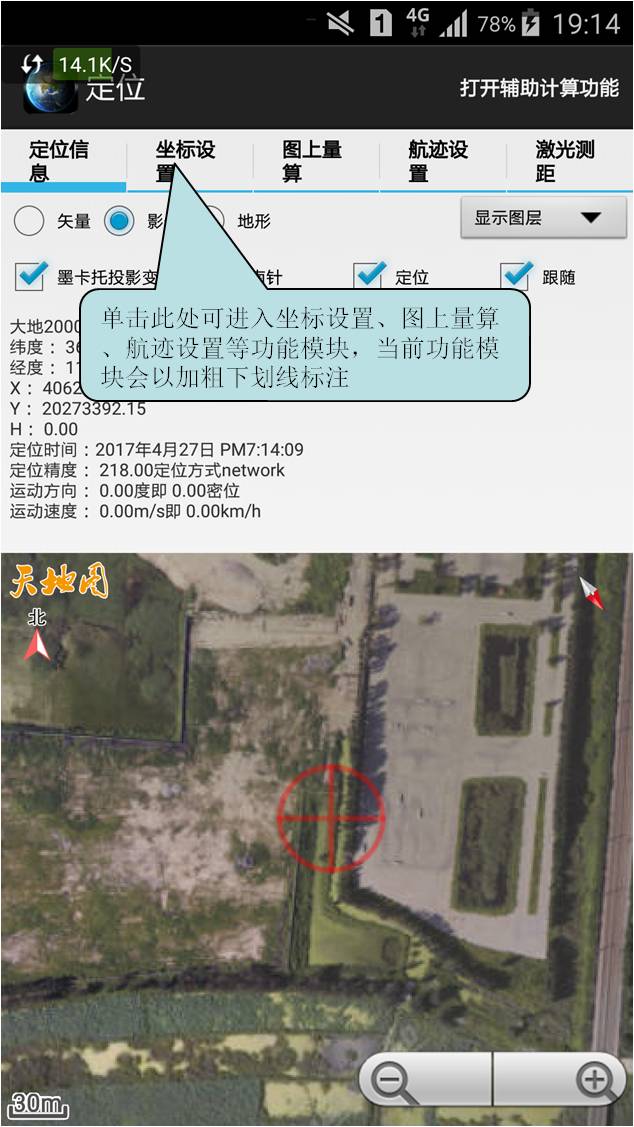 1
4G
78%
19:14
14.1K/S
定位
打开辅助计算功能
定位信
息
坐标设
置
图上量
算
航迹设
置
激光测
距
矢量
影
地形
显示图层
墨卡托投影变
南针
定位
跟随
单击此处可进入坐标设置、图上量算
、航迹设置等功能模块，当前功能模
块会以加粗下划线标注
大地2000
纬度： 36
经度： 11
X： 4062
Y： 20273392.15
H： 0.00
定位时间：2017年4月27日 PM7:14:09
定位精度： 218.00定位方式network
运动方向： 0.00度即 0.00密位
运动速度： 0.00m/s即 0.00km/h
天地图
北
30m